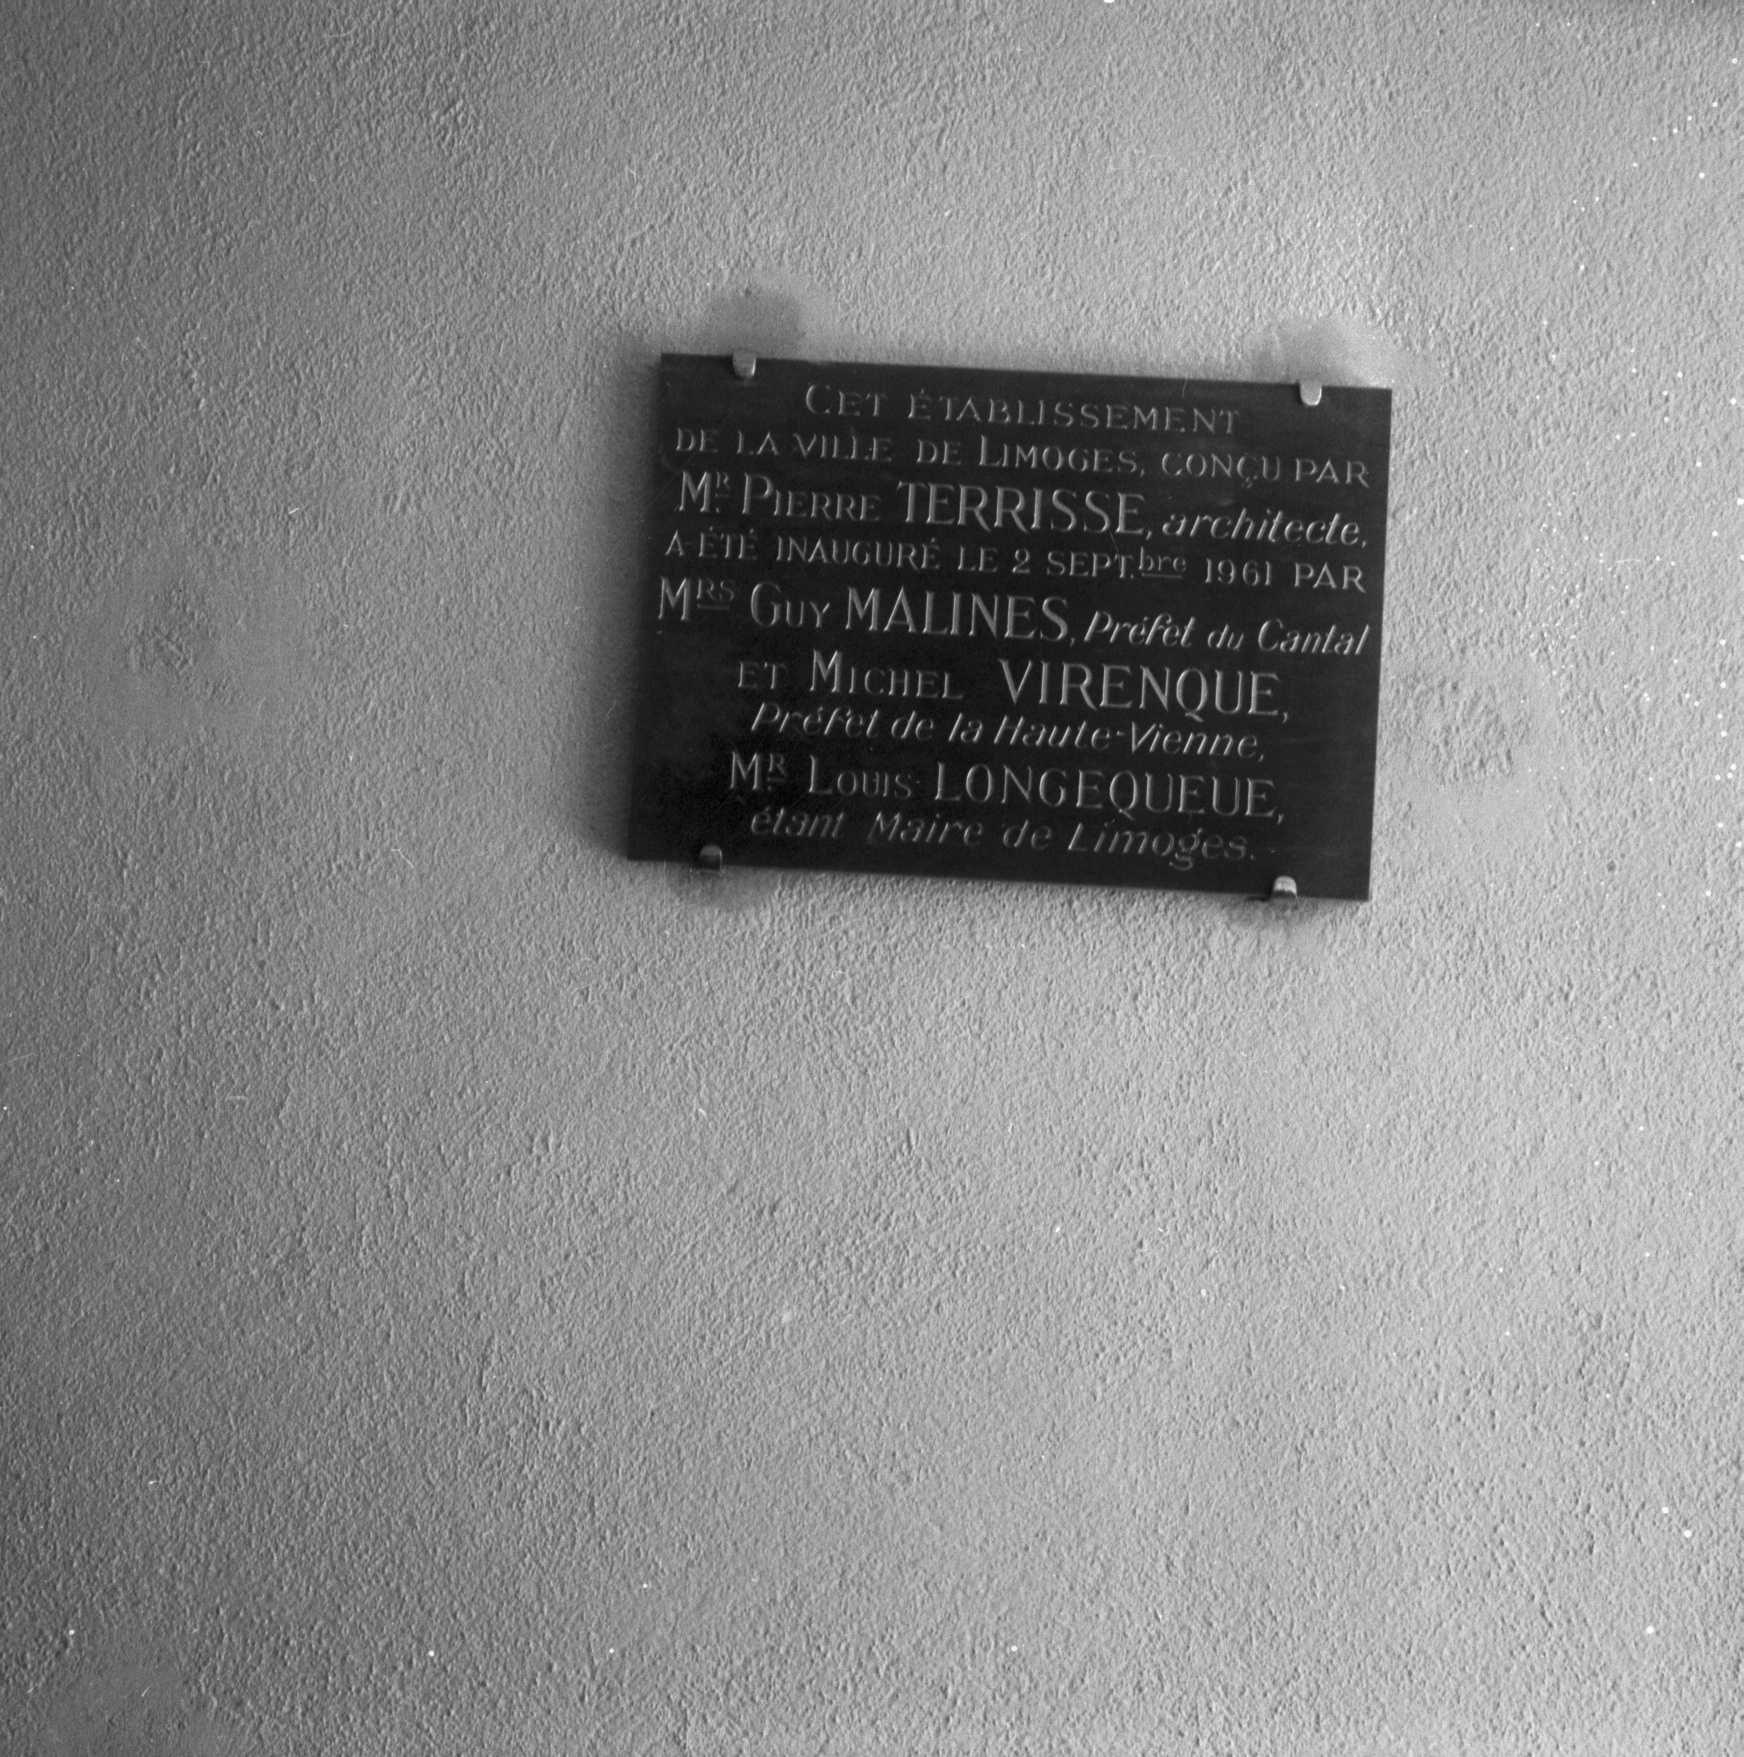 CET ÉTABLISSEMENT
DE LA VILLE DE LIMOGES, CONÇU PAR
MR. PIERRE TERRISSE, architecte,
A ÉTÉ INAUGURÉ LE 2 SEPT.bre 1961 PAR
MRS GUY MALINES, Préfet du Cantal
ET MICHEL VIRENQUE,
Préfet de la Haute-Vienne,
MR LOUIS LONGEQUEUE,
étant Maire de Limoges.